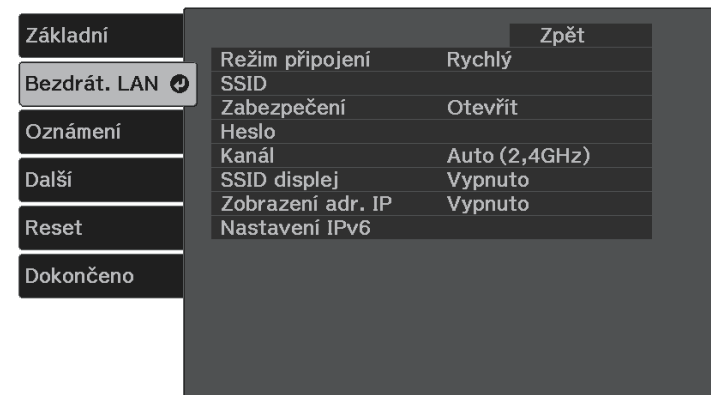 Základní
Bezdrát. LAN
Oznámení
Další
Reset
Dokončeno
Zpět
Režim připojení Rychlý
SSID
Zabezpečení Otevřít
Heslo
Kanál Auto (2,4GHz)
SSID displej Vypnuto
Zobrazení adr. IP Vypnuto
Nastavení IPv6